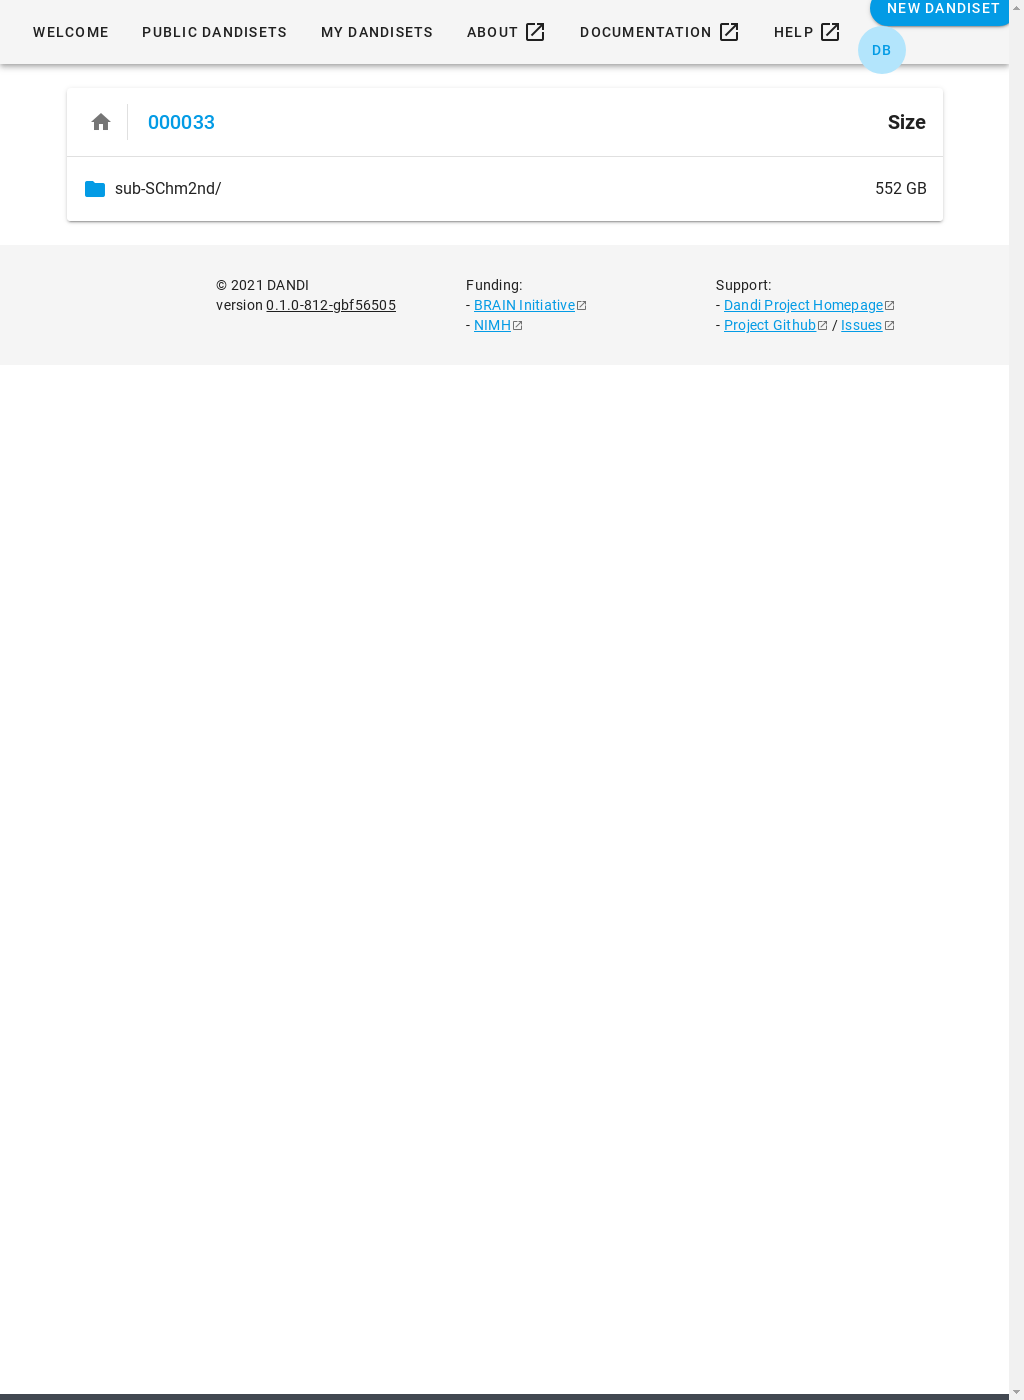 NEW DANDISET
WELCOME PUBLIC DANDISETS MY DANDISETS ABOUT DOCUMENTATION HELP
DB
000033 Size
sub-SChm2nd/ 552 GB
© 2021 DANDI
version 0.1.0-812-gbf56505
Funding:
- BRAIN Initiative
- NIMH
Support:
- Dandi Project Homepage
- Project Github / Issues